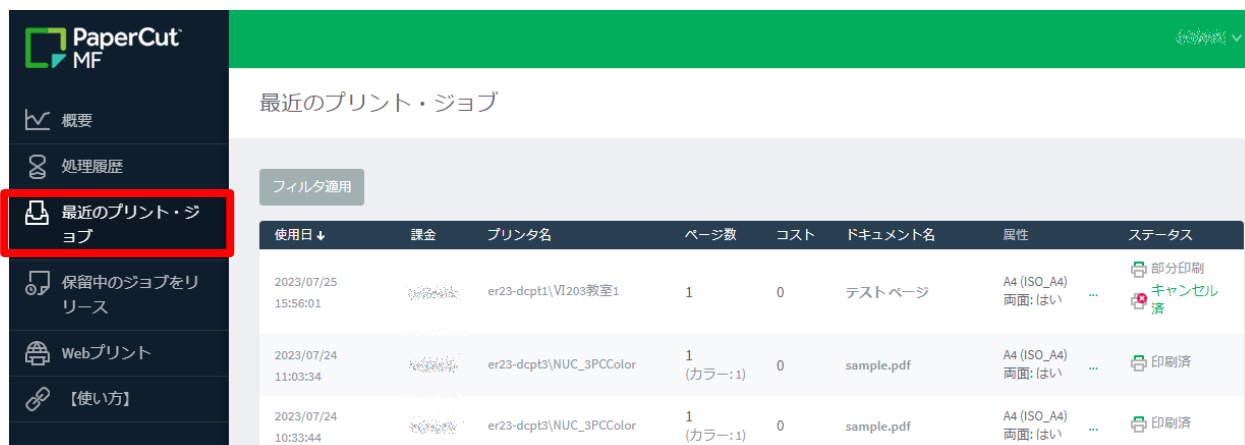 PaperCut
MF
最近のプリント・ジョブ
概要
処理履歴
最近のプリント・ジ
ョブ
保留中のジョブをリ
リース
Webプリント
【使い方】
フィルタ適用
使用日↓ 課金 プリンタ名 ページ数 コスト ドキュメント名 属性 ステータス
2023/07/25
15:56:01
er23-dcpt1\VI203教室1 1 0 テストページ
A4 (ISO_A4)
両面: はい ...
部分印刷
キャンセル
済
2023/07/24
11:03:34
er23-dcpt3\NUC_3PCColor
1
(カラー: 1)
0 sample.pdf
A4 (ISO_A4)
両面: はい ...
印刷済
2023/07/24
10:33:44
er23-dcpt3\NUC_3PCColor
1
(カラー: 1)
0 sample.pdf
A4 (ISO_A4)
両面: はい ...
印刷済